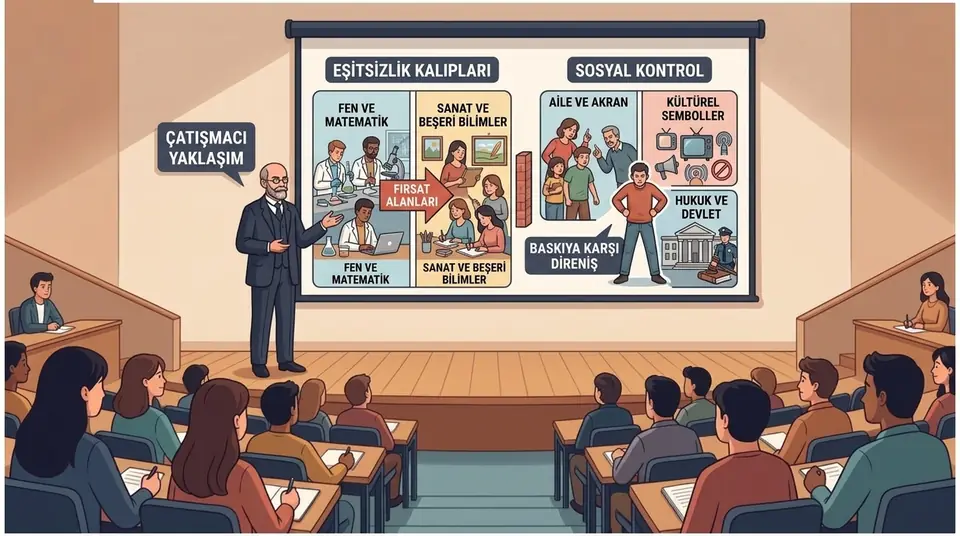 ÇATIŞMACI
YAKLAŞIM
EŞİTSİZLİK KALIPLARI
FEN VE
MATEMATİK
SANAT VE
BEŞERİ BİLİMLER
FIRSAT
ALANLARI
FEN VE
MATEMATİK
SANAT VE BEŞERİ
BİLİMLER
SOSYAL KONTROL
AİLE VE AKRAN
KÜLTÜREL
SEMBOLLER
HUKUK VE
DEVLET
BASKIYA KARŞI
DİRENİŞ